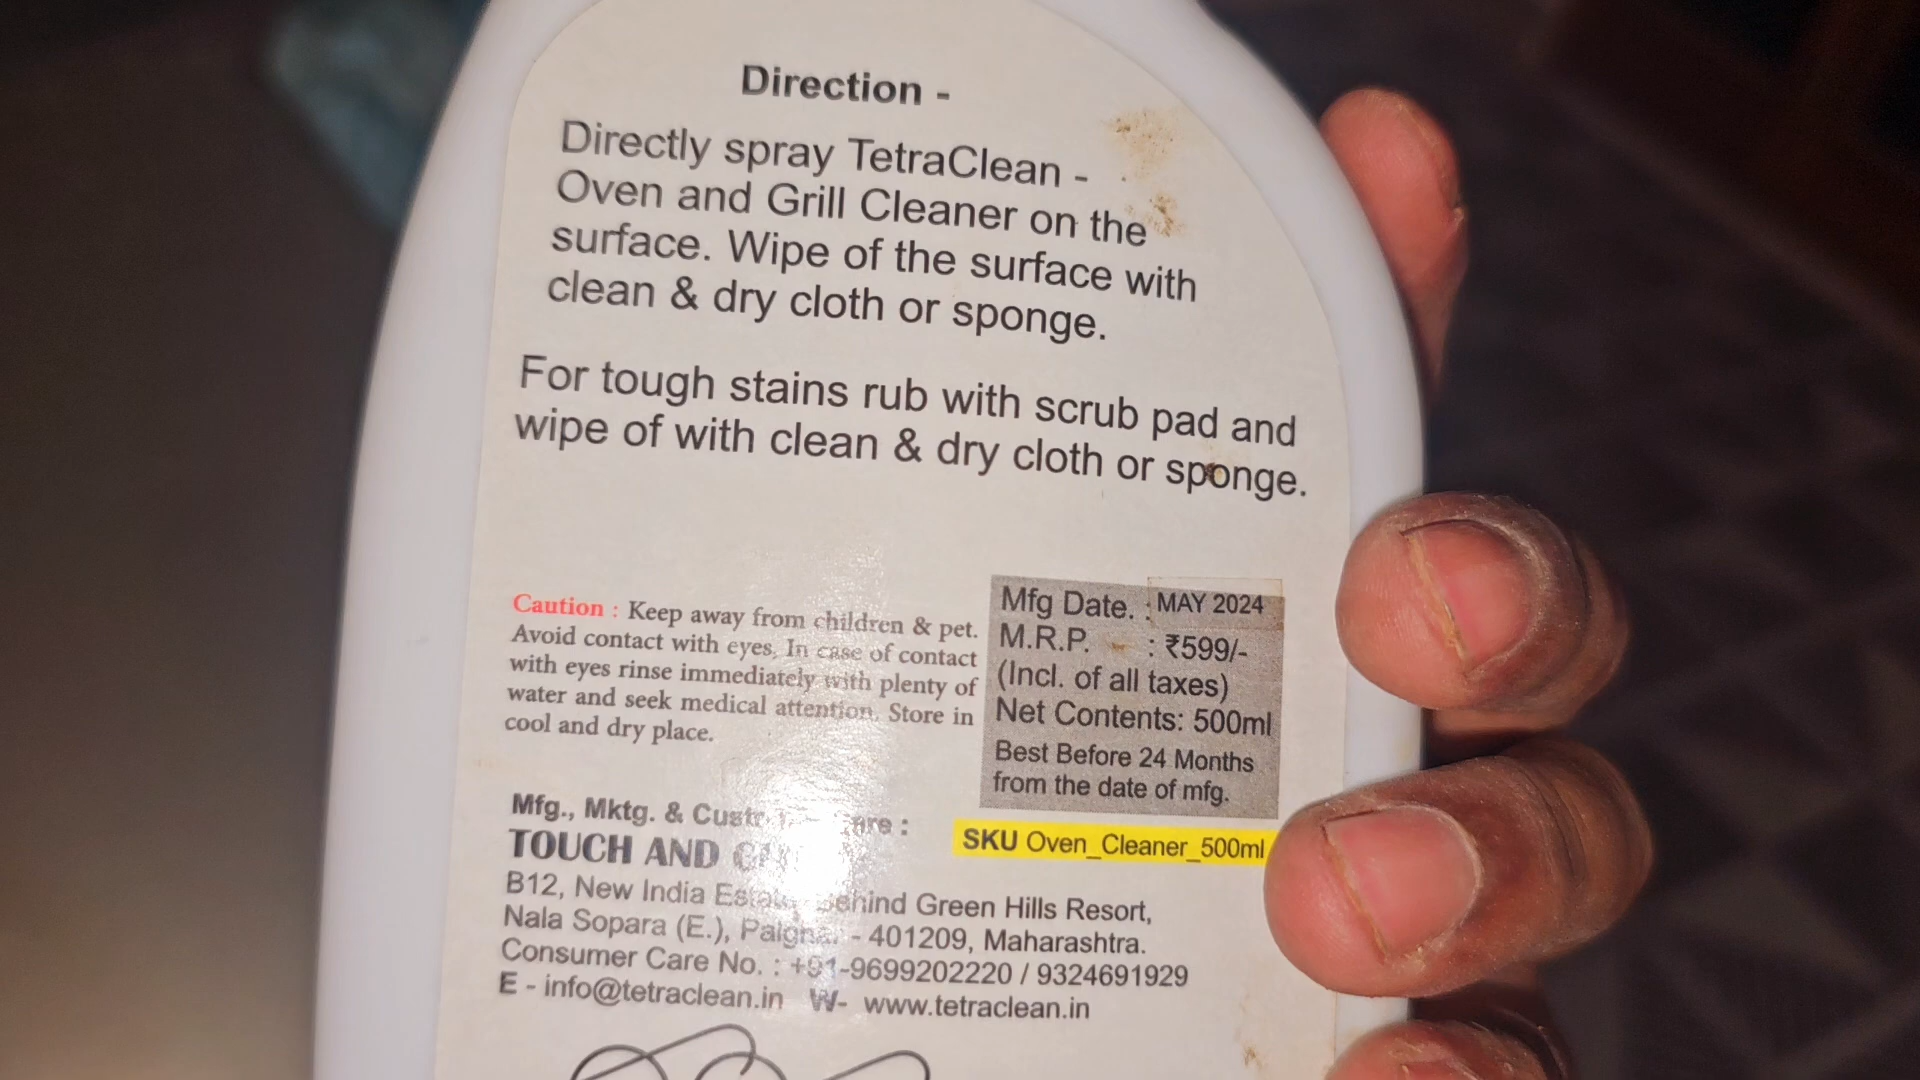 Direction -
Directly spray TetraClean -
Oven and Grill Cleaner on the
surface. Wipe of the surface with
clean & dry cloth or sponge.
For tough stains rub with scrub pad and
wipe of with clean & dry cloth or sponge.
Caution : Keep away from children & pet.
Avoid contact with eyes. In case of contact
with eyes rinse immediately with plenty of
water and seek medical attention. Store in
cool and dry place.
Mfg Date. : MAY 2024
M.R.P. : ₹599/-
(Incl. of all taxes)
Net Contents: 500ml
Best Before 24 Months
from the date of mfg.
SKU Oven_Cleaner_500ml
Mfg., Mktg. & :
TOUCH AND
B12, New India Behind Green Hills Resort,
Nala Sopara (E.), Palghar - 401209, Maharashtra.
Consumer Care No. : +91-9699202220 / 9324691929
E - info@tetraclean.in W- www.tetraclean.in